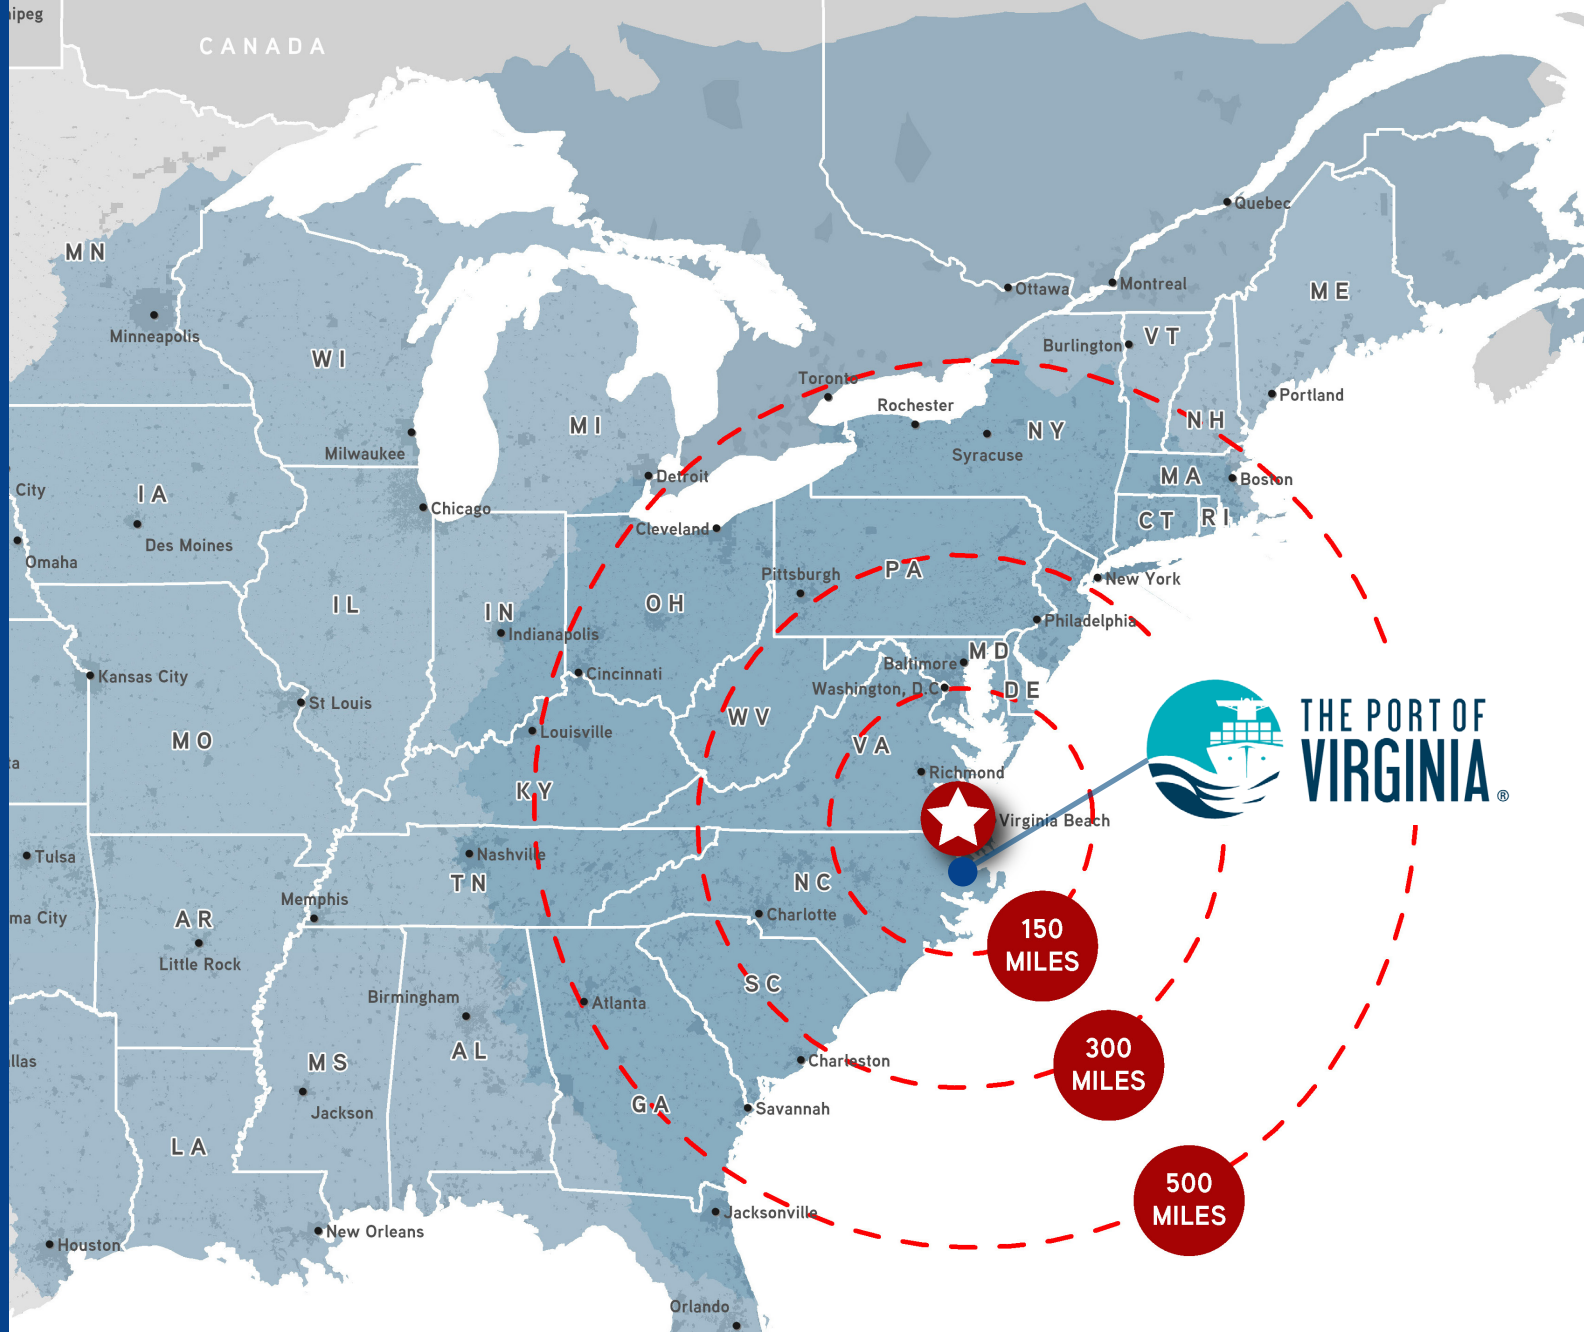 ipeg
CANADA
Quebec
MN
Ottawa
Montreal
ME
Minneapolis
WI
Burlington
VT
Toronto
Portland
Rochester
MI
NY
NH
Milwaukee
Syracuse
Detroit
MA
Boston
City
IA
Chicago
CT
RI
Cleveland
Des Moines
Omaha
Pittsburgh
PA
New York
IL
IN
OH
Indianapolis
Philadelphia
MD
Baltimore
Kansas City
Cincinnati
Washington, D.C.
DE
St Louis
WV
THE PORT OF
VIRGINIA®
MO
Louisville
VA
Richmond
ta
KY
Virginia Beach
Tulsa
Nashville
TN
NC
Memphis
Charlotte
ma City
AR
150
MILES
Little Rock
SC
Birmingham
Atlanta
AL
300
MILES
llas
MS
Charleston
GA
Jackson
Savannah
LA
500
MILES
Jacksonville
New Orleans
Houston
Orlando